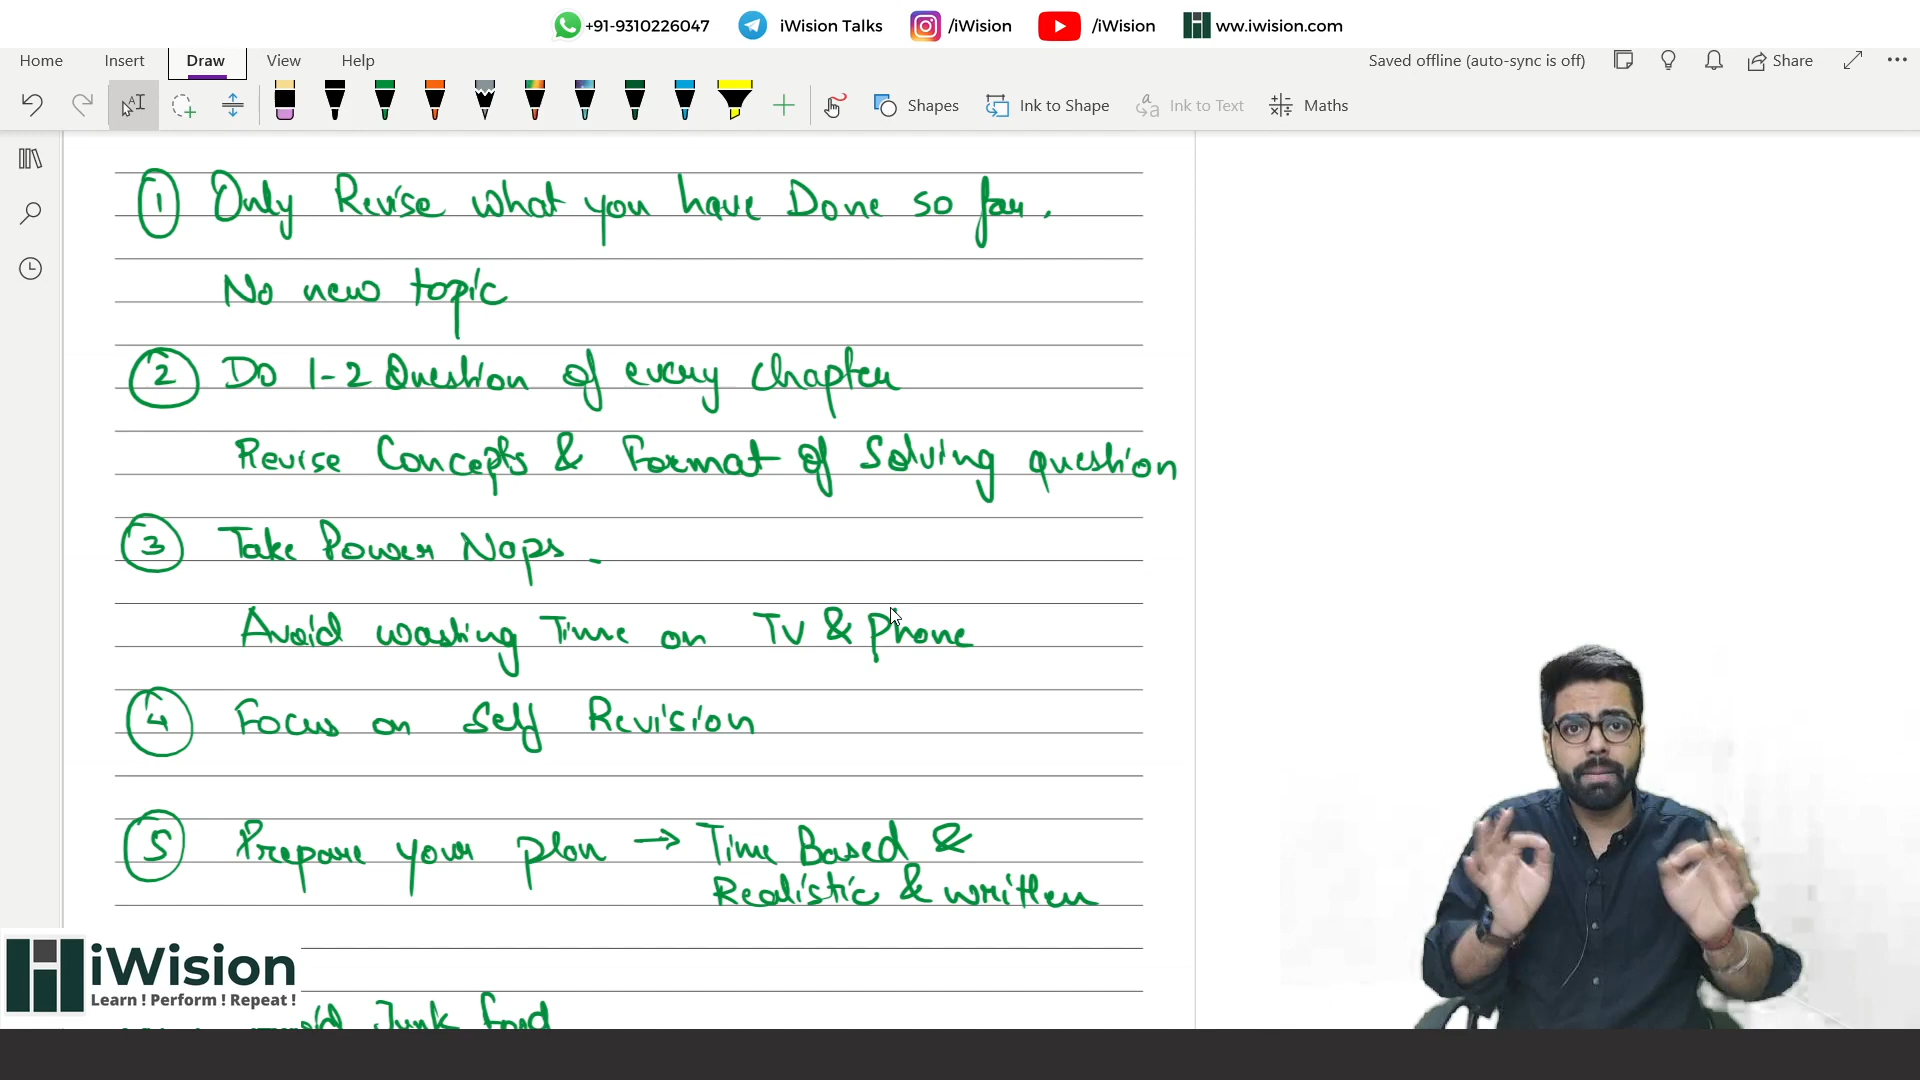 +91-9310226047 iWision Talks /iWision /iWision ww.iwision.com
Home Insert Draw View Help Saved offline (auto-sync is off) Share
Shapes Ink to Shape Ink to Text Maths
1 Only Revise what you have Done so far.
No new topic
2 Do 1-2 Question of every chapter
Revise Concepts & Format of Solving question
3 Take Power Naps.
Avoid wasting Time on TV & phone
4 Focus on Self Revision
5 Prepare your plan → Time Based &
Realistic & written
iWision
Learn ! Perform ! Repeat !
Junk food